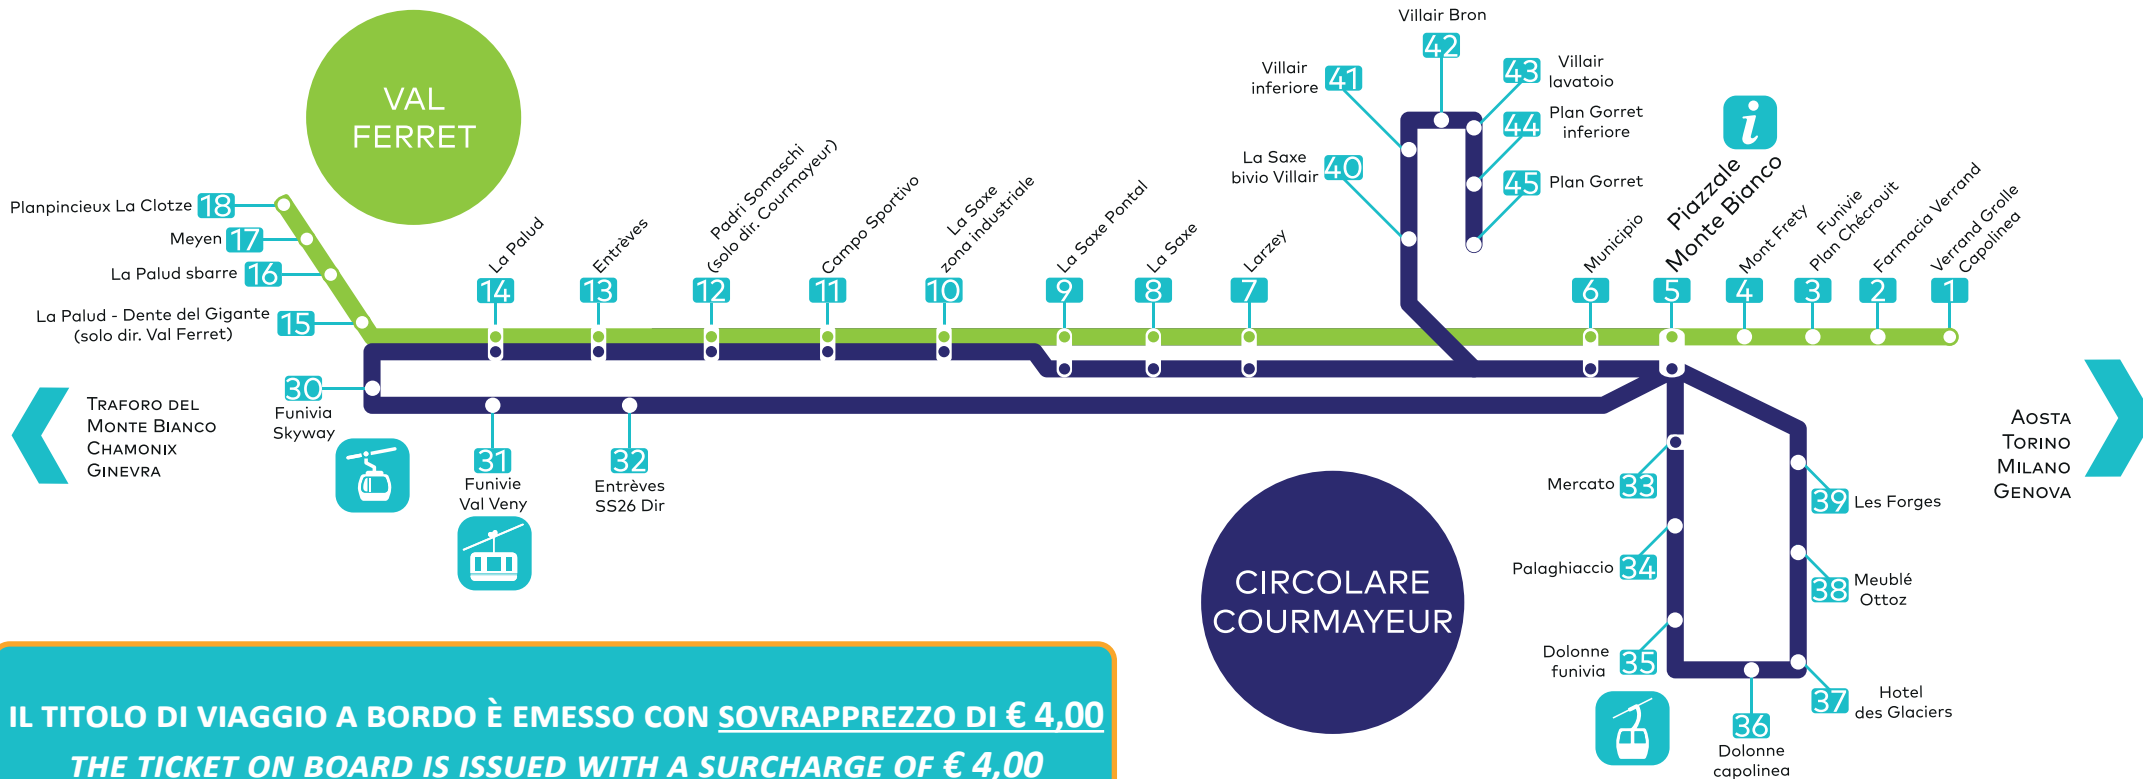 VAL
FERRET
Planpincieux La Clotze 18
Meyen 17
La Palud sbarre 16
La Palud - Dente del Gigante
(solo dir. Val Ferret)
15
La Palud
14
Entrèves
13
Padri Somaschi
(solo dir. Courmayeur)
12
Campo Sportivo
11
La Saxe
zona industriale
10
La Saxe Pontal
9
La Saxe
8
Larzey
7
Villair Bron
42
Villair
inferiore
41
La Saxe
bivio Villair
40
43
Villair
lavatoio
44
Plan Gorret
inferiore
45 Plan Gorret
i
Municipio
6
Piazzale
Monte Bianco
5
Mont Frety
4
Funivie
Plan Chécrouit
3
Farmacia Verrand
2
Verrand Grolle
Capolinea
1
Traforo del
Monte Bianco
Chamonix
Ginevra
30
Funivia
Skyway
31
Funivie
Val Veny
32
Entrèves
SS26 Dir
Aosta
Torino
Milano
Genova
Mercato 33
Palaghiaccio 34
Dolonne
funivia
35
36
Dolonne
capolinea
39 Les Forges
38
Meublé
Ottoz
37
Hotel
des Glaciers
CIRCOLARE
COURMAYEUR
IL TITOLO DI VIAGGIO A BORDO È EMESSO CON SOVRAPPREZZO DI € 4,00
THE TICKET ON BOARD IS ISSUED WITH A SURCHARGE OF € 4,00